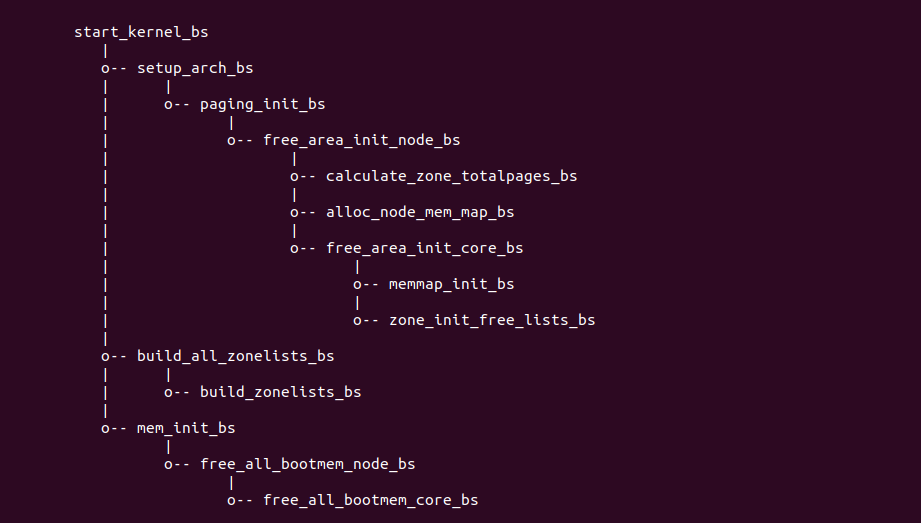 start_kernel_bs
|
o-- setup_arch_bs
|      |
|      o-- paging_init_bs
|             |
|             o-- free_area_init_node_bs
|                    |
|                    o-- calculate_zone_totalpages_bs
|                    |
|                    o-- alloc_node_mem_map_bs
|                    |
|                    o-- free_area_init_core_bs
|                           |
|                           o-- memmap_init_bs
|                           |
|                           o-- zone_init_free_lists_bs
|
o-- build_all_zonelists_bs
|      |
|      o-- build_zonelists_bs
|
o-- mem_init_bs
       |
       o-- free_all_bootmem_node_bs
              |
              o-- free_all_bootmem_core_bs